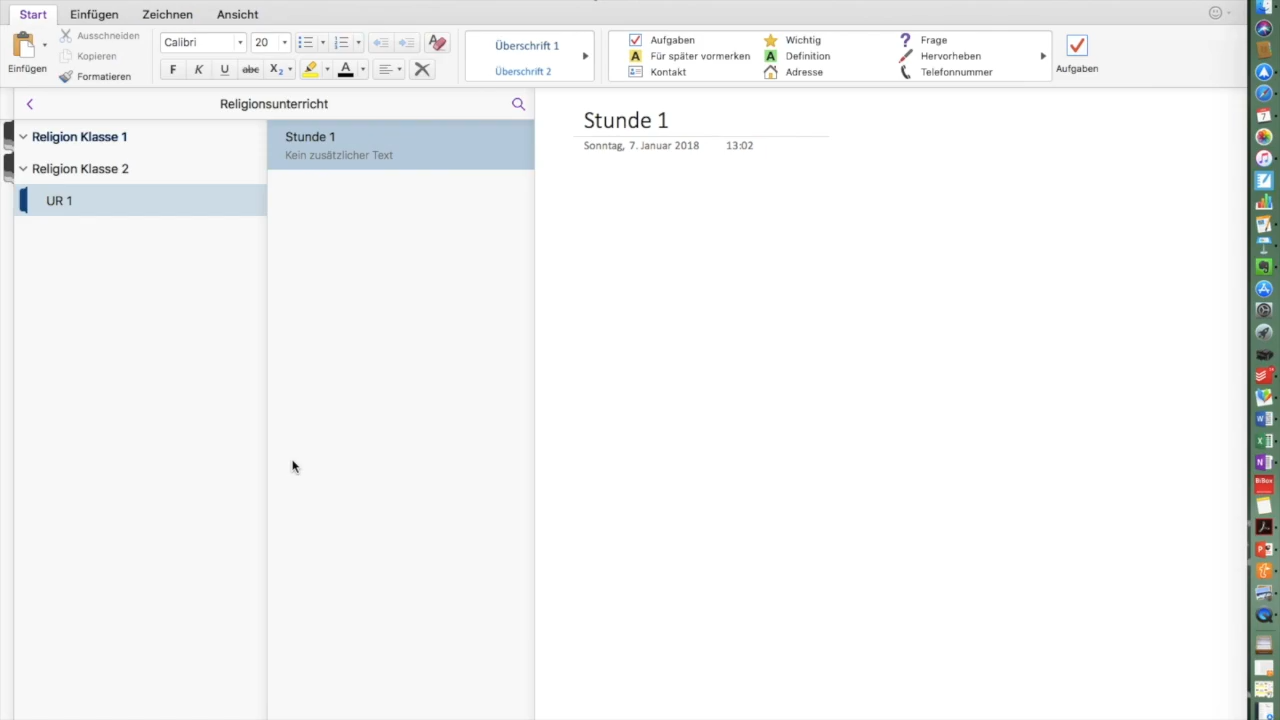 Start Einfügen Zeichnen Ansicht
Einfügen
Ausschneiden
Kopieren
Formatieren
Calibri 20
F K U abc X2 A
Überschrift 1
Überschrift 2
Aufgaben Wichtig Frage
Für später vormerken Definition Hervorheben
Kontakt Adresse Telefonnummer
Aufgaben
Religionsunterricht
Religion Klasse 1
Religion Klasse 2
UR 1
Stunde 1
Kein zusätzlicher Text
Stunde 1
Sonntag, 7. Januar 2018 13:02
BiBox